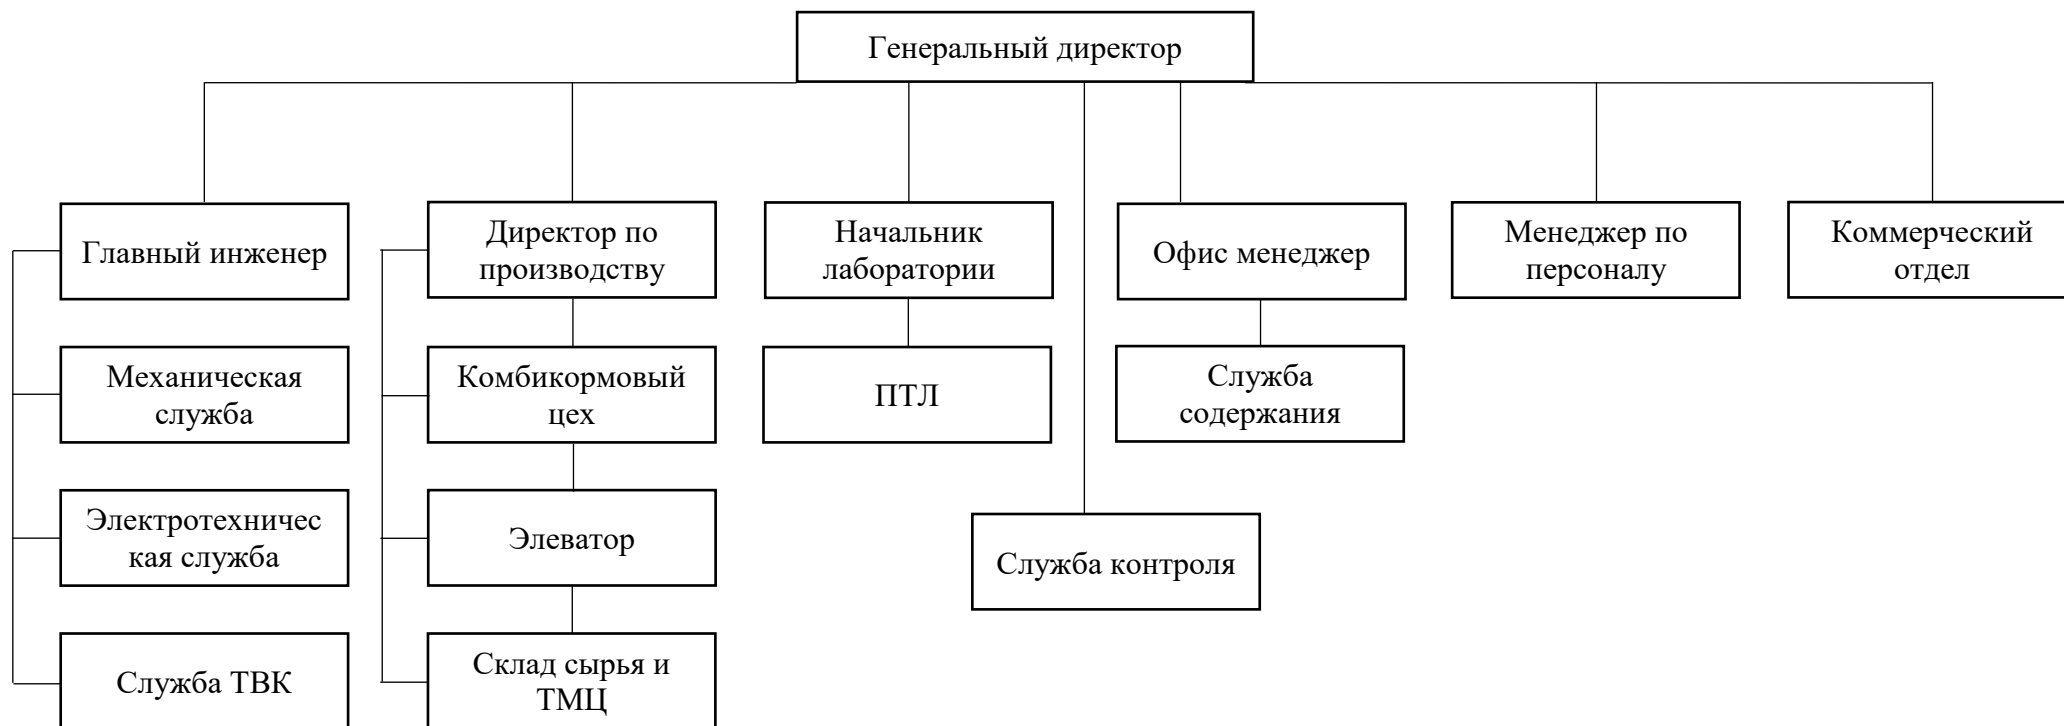 Генеральный директор
Главный инженер
Директор по
производству
Начальник
лаборатории
Офис менеджер
Менеджер по
персоналу
Коммерческий
отдел
Механическая
служба
Комбикормовый
цех
ПТЛ
Служба
содержания
Электротехничес
кая служба
Элеватор
Служба контроля
Служба ТВК
Склад сырья и
ТМЦ